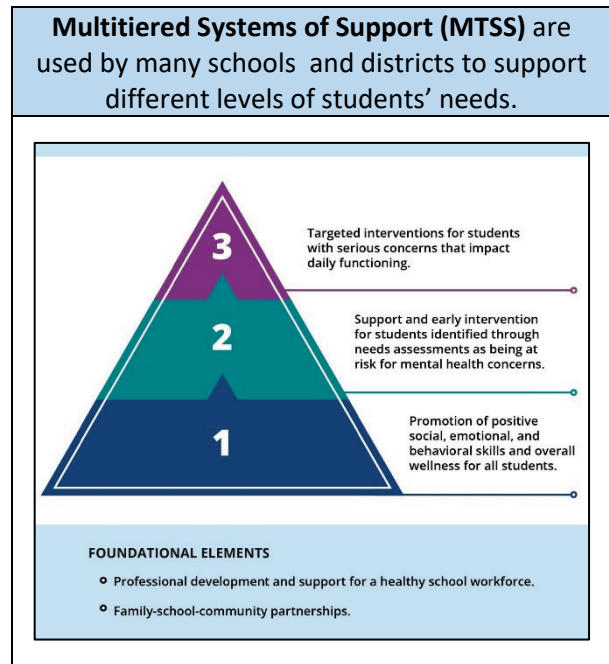 Multitiered Systems of Support (MTSS) are
used by many schools and districts to support
different levels of students’ needs.
3
Targeted interventions for students
with serious concerns that impact
daily functioning.
2
Support and early intervention
for students identified through
needs assessments as being at
risk for mental health concerns.
1
Promotion of positive
social, emotional, and
behavioral skills and overall
wellness for all students.
FOUNDATIONAL ELEMENTS
Professional development and support for a healthy school workforce.
Family-school-community partnerships.